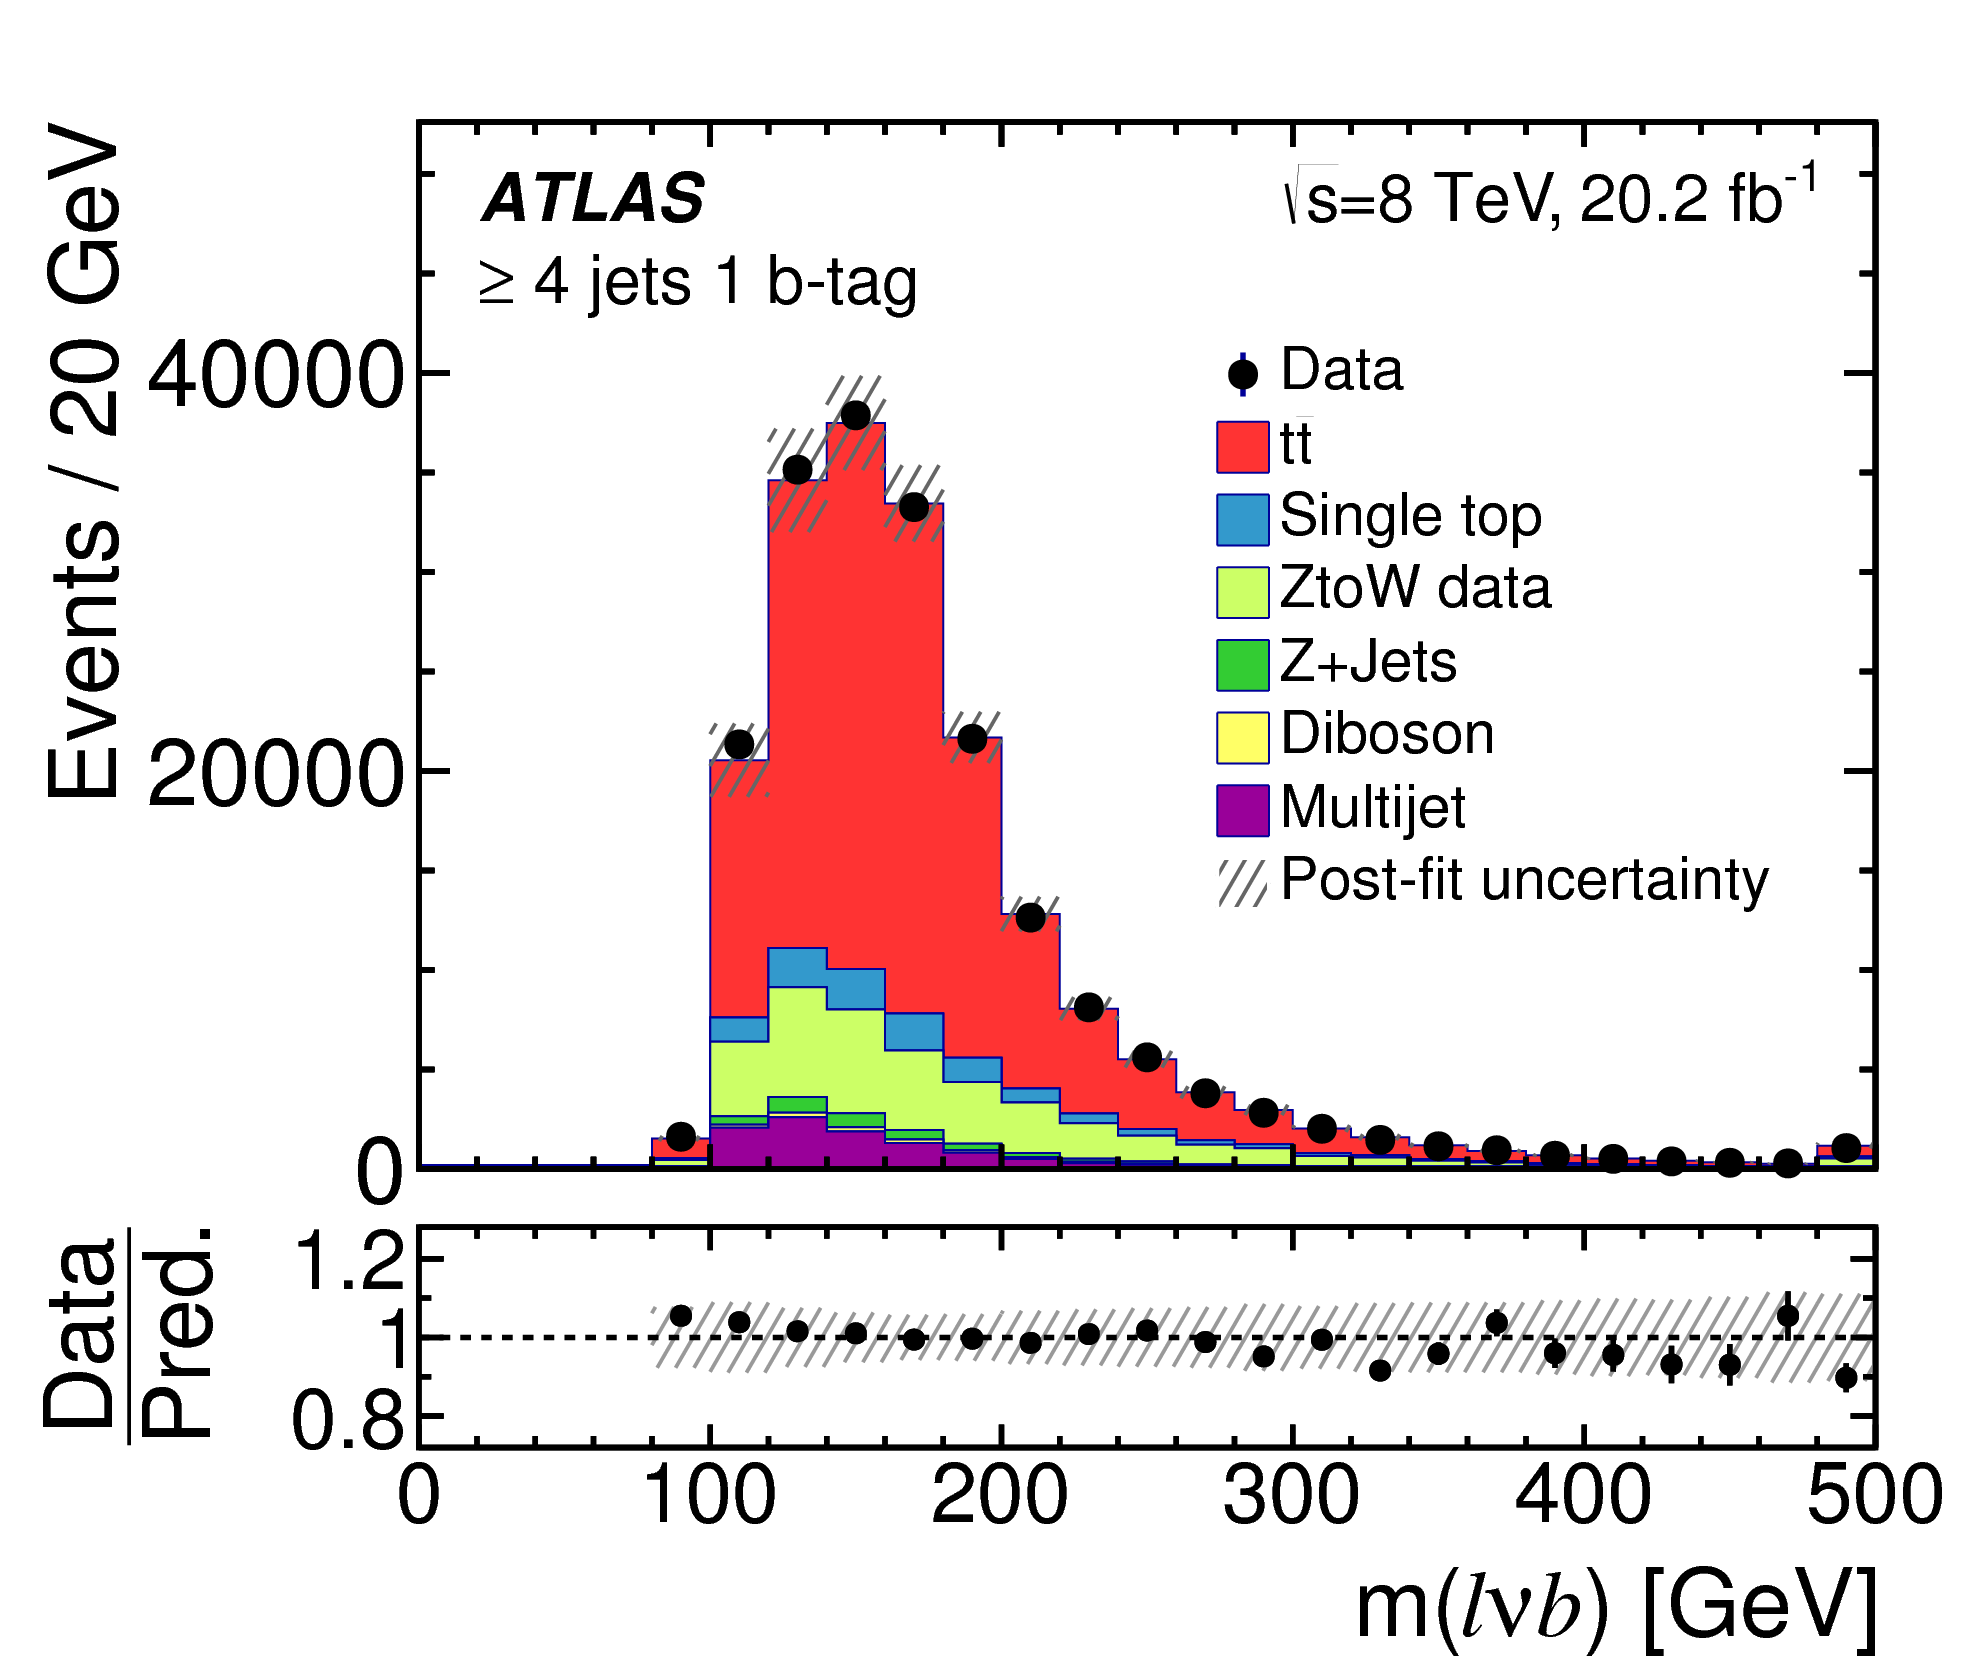 ATLAS
√s=8 TeV, 20.2 fb⁻¹
≥ 4 jets 1 b-tag
Events / 20 GeV
40000
20000
0
Data
tt̄
Single top
ZtoW data
Z+Jets
Diboson
Multijet
Post-fit uncertainty
Data
Pred.
1.2
1
0.8
0 100 200 300 400 500
m(lνb) [GeV]